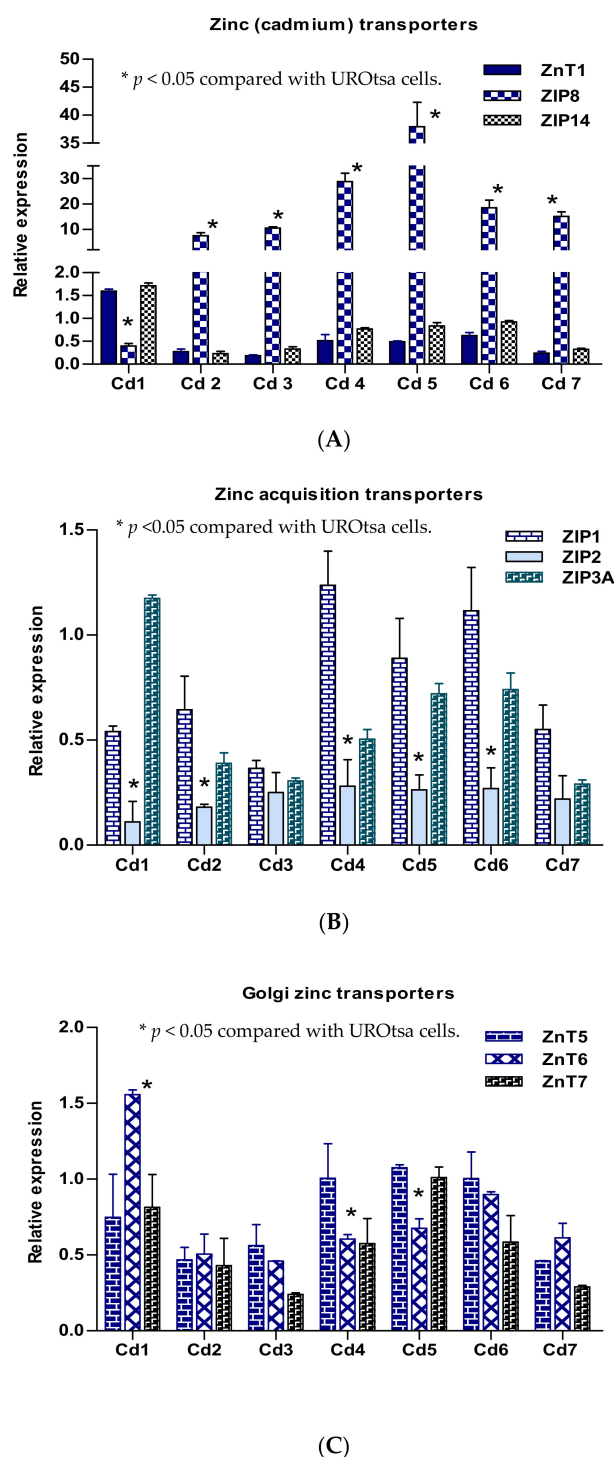 Zinc (cadmium) transporters
50
45
40
35
30
20
10
2.0
1.5
1.0
0.5
0.0
Relative expression
* p < 0.05 compared with UROtsa cells.
ZnT1
ZIP8
ZIP14
*
*
*
*
*
*
*
Cd1 Cd 2 Cd 3 Cd 4 Cd 5 Cd 6 Cd 7
(A)
Zinc acquisition transporters
1.5
1.0
0.5
0.0
Relative expression
* p <0.05 compared with UROtsa cells.
ZIP1
ZIP2
ZIP3A
*
*
*
*
*
Cd1 Cd2 Cd3 Cd4 Cd5 Cd6 Cd7
(B)
Golgi zinc transporters
2.0
1.5
1.0
0.5
0.0
Relative expression
* p < 0.05 compared with UROtsa cells.
ZnT5
ZnT6
ZnT7
*
*
*
Cd1 Cd2 Cd3 Cd4 Cd5 Cd6 Cd7
(C)